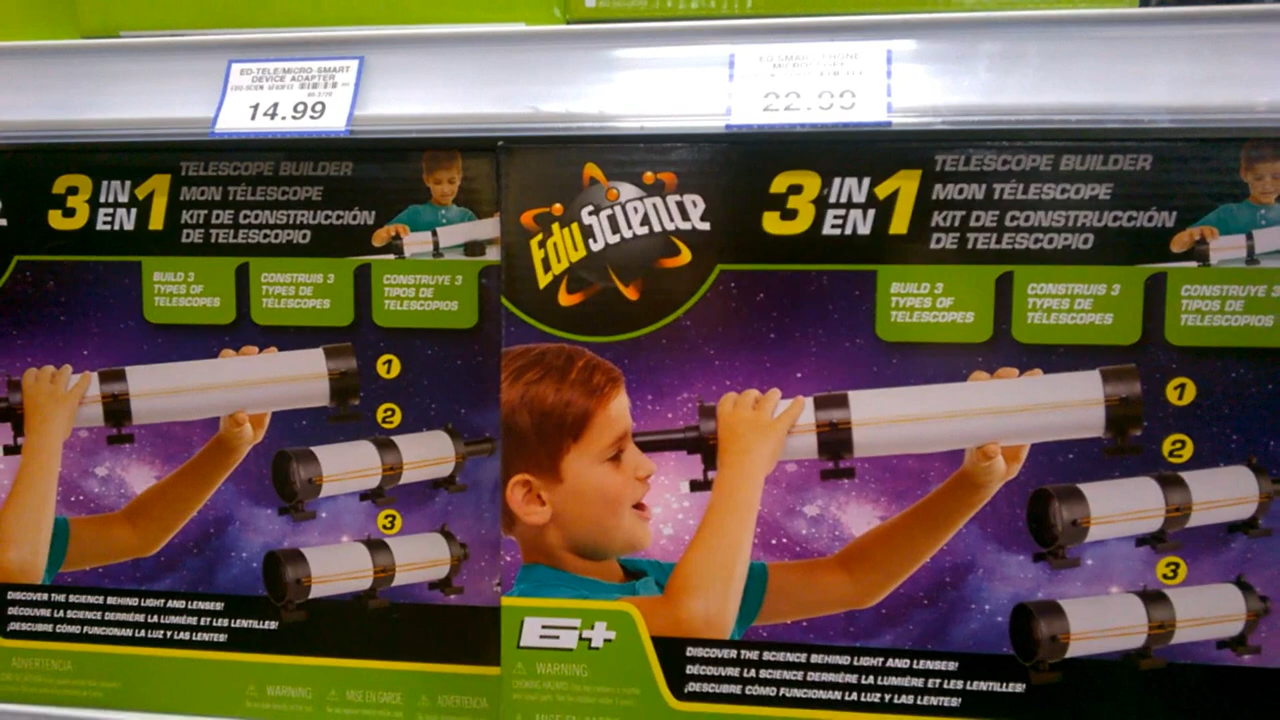 ED-TELE/MICRO-SMART
DEVICE ADAPTER
14.99
22.99
3 IN EN 1
TELESCOPE BUILDER
MON TÉLESCOPE
KIT DE CONSTRUCCIÓN
DE TELESCOPIO
BUILD 3
TYPES OF
TELESCOPES
CONSTRUIS 3
TYPES DE
TÉLESCOPES
CONSTRUYE 3
TIPOS DE
TELESCOPIOS
1
2
3
DISCOVER THE SCIENCE BEHIND LIGHT AND LENSES!
DÉCOUVRE LA SCIENCE DERRIÈRE LA LUMIÈRE ET LES LENTILLES!
¡DESCUBRE CÓMO FUNCIONAN LA LUZ Y LAS LENTES!
ADVERTENCIA
WARNING
MISE EN GARDE
ADVERTENCIA
Edu Science
3 IN EN 1
TELESCOPE BUILDER
MON TÉLESCOPE
KIT DE CONSTRUCCIÓN
DE TELESCOPIO
BUILD 3
TYPES OF
TELESCOPES
CONSTRUIS 3
TYPES DE
TÉLESCOPES
CONSTRUYE 3
TIPOS DE
TELESCOPIOS
1
2
3
6+
WARNING:
CHOKING HAZARD
DISCOVER THE SCIENCE BEHIND LIGHT AND LENSES!
DÉCOUVRE LA SCIENCE DERRIÈRE LA LUMIÈRE ET LES LENTILLES!
¡DESCUBRE CÓMO FUNCIONAN LA LUZ Y LAS LENTES!